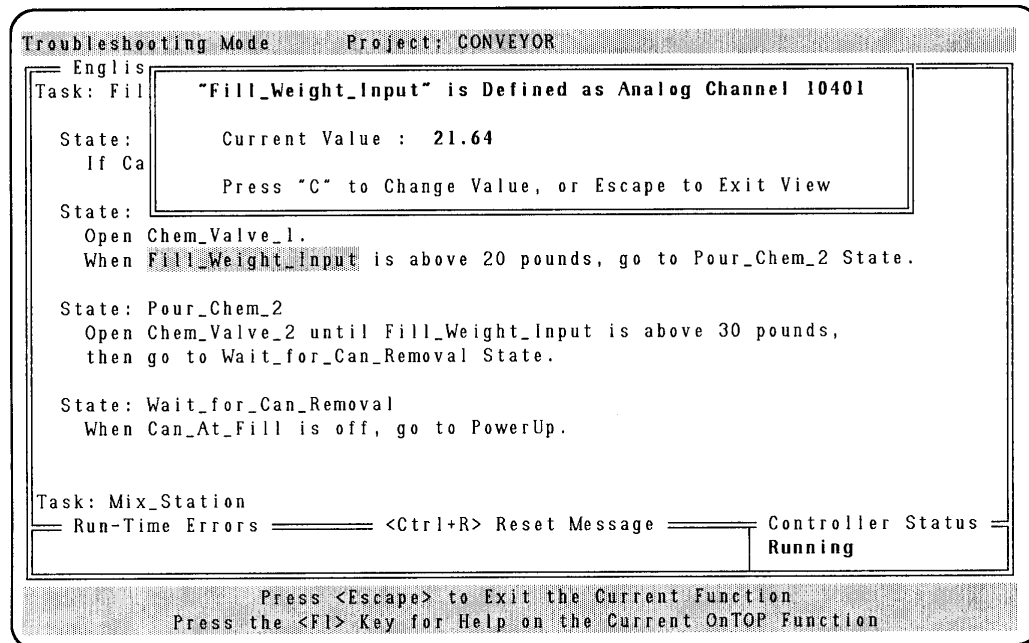 Troubleshooting Mode Project: CONVEYOR
Englis
Task: Fil
"Fill_Weight_Input" is Defined as Analog Channel 10401
State:
Current Value : 21.64
If Ca
Press "C" to Change Value, or Escape to Exit View
State:
Open Chem_Valve_1.
When Fill_Weight_Input is above 20 pounds, go to Pour_Chem_2 State.
State: Pour_Chem_2
Open Chem_Valve_2 until Fill_Weight_Input is above 30 pounds,
then go to Wait_for_Can_Removal State.
State: Wait_for_Can_Removal
When Can_At_Fill is off, go to PowerUp.
Task: Mix_Station
Run-Time Errors <Ctrl+R> Reset Message Controller Status
Running
Press <Escape> to Exit the Current Function
Press the <F1> Key for Help on the Current OnTOP Function